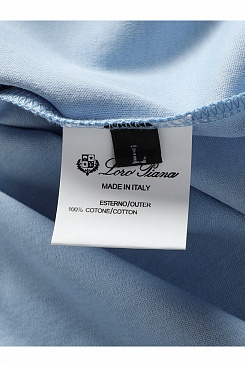 Loro Piana
MADE IN ITALY
ESTERNO/OUTER
100% COTONE/COTTON